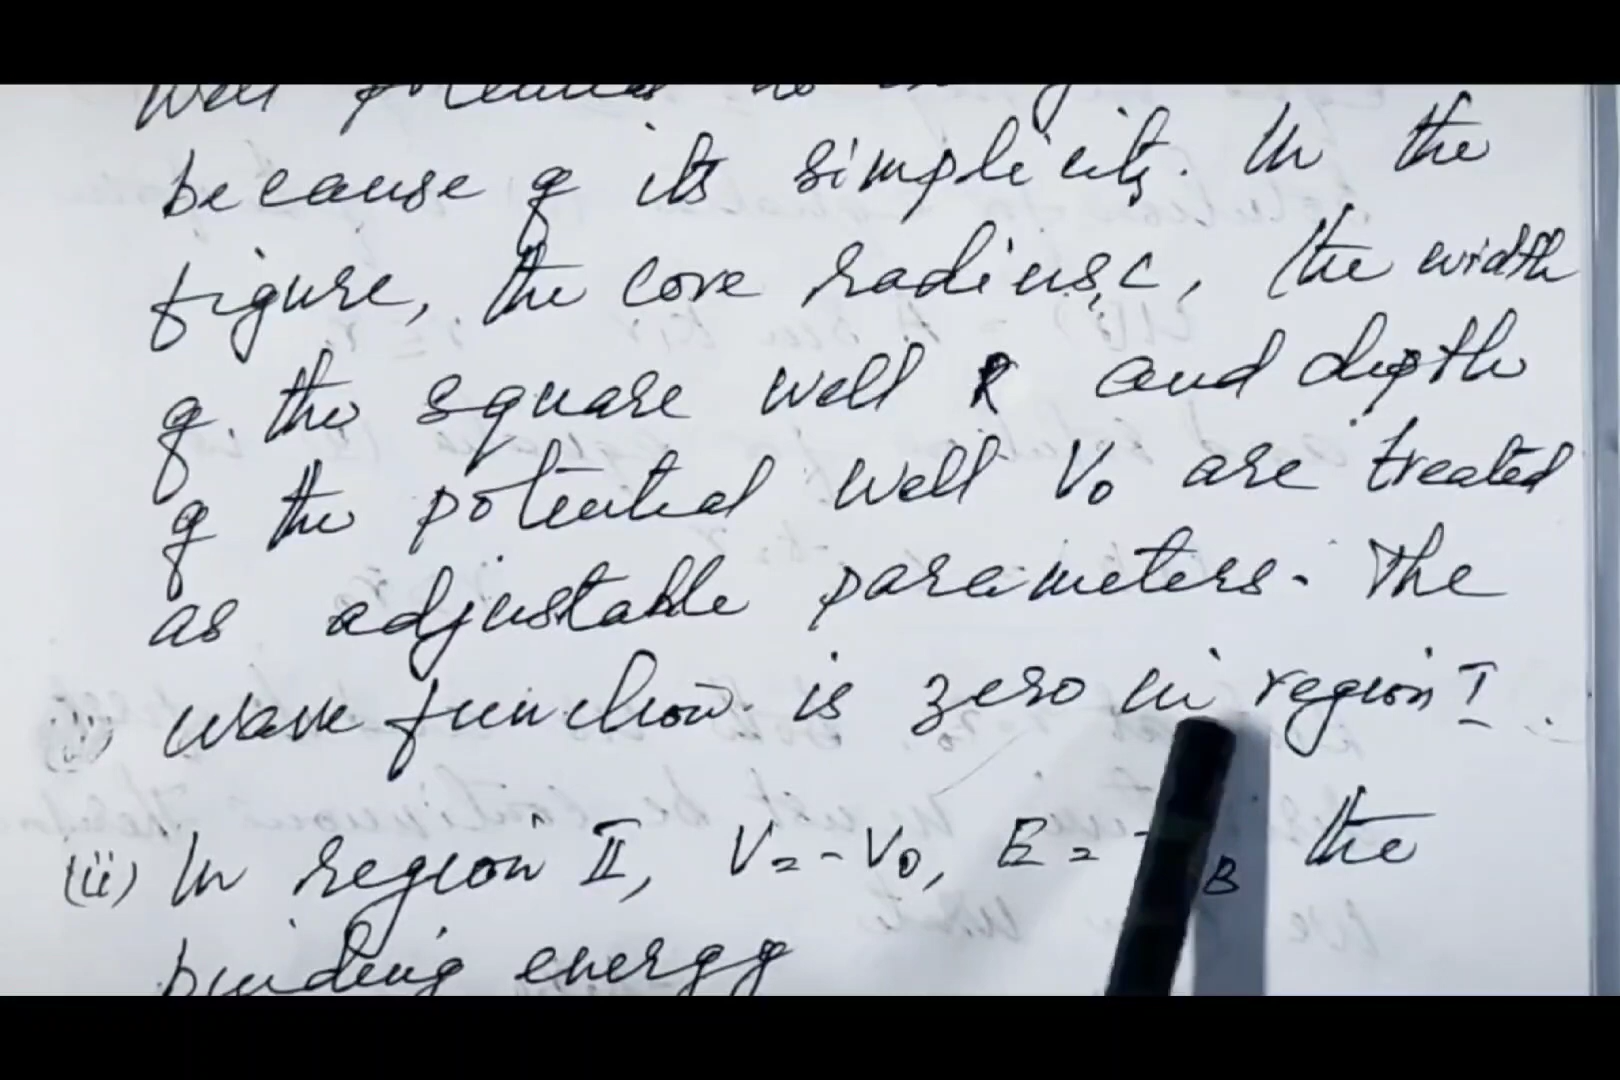 well potential
because of its simplicity. In the
figure, the core radius, c, the width
of the square well R and depth
of the potential well V₀ are treated
as adjustable parameters. The
(i) wave function is zero in region I
(ii) In region II, V = -V₀, E = - B the
binding energy